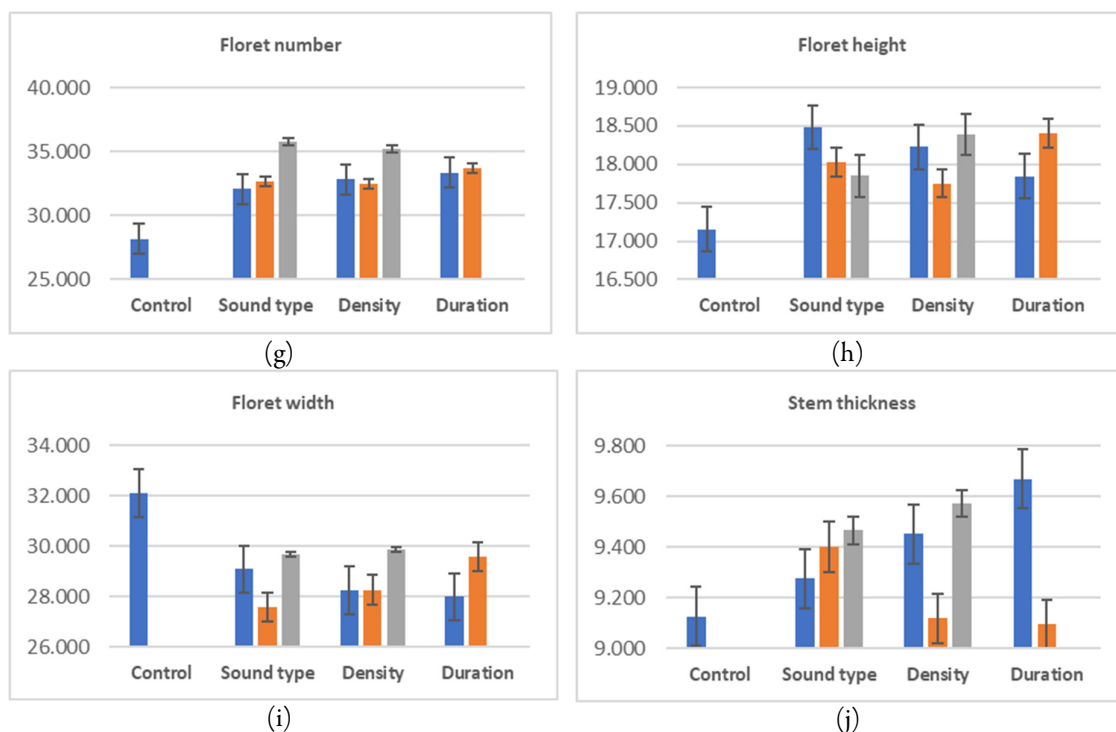 Floret number
40.000
35.000
30.000
25.000
Control Sound type Density Duration
(g)
Floret height
19.000
18.500
18.000
17.500
17.000
16.500
Control Sound type Density Duration
(h)
Floret width
34.000
32.000
30.000
28.000
26.000
Control Sound type Density Duration
(i)
Stem thickness
9.800
9.600
9.400
9.200
9.000
Control Sound type Density Duration
(j)